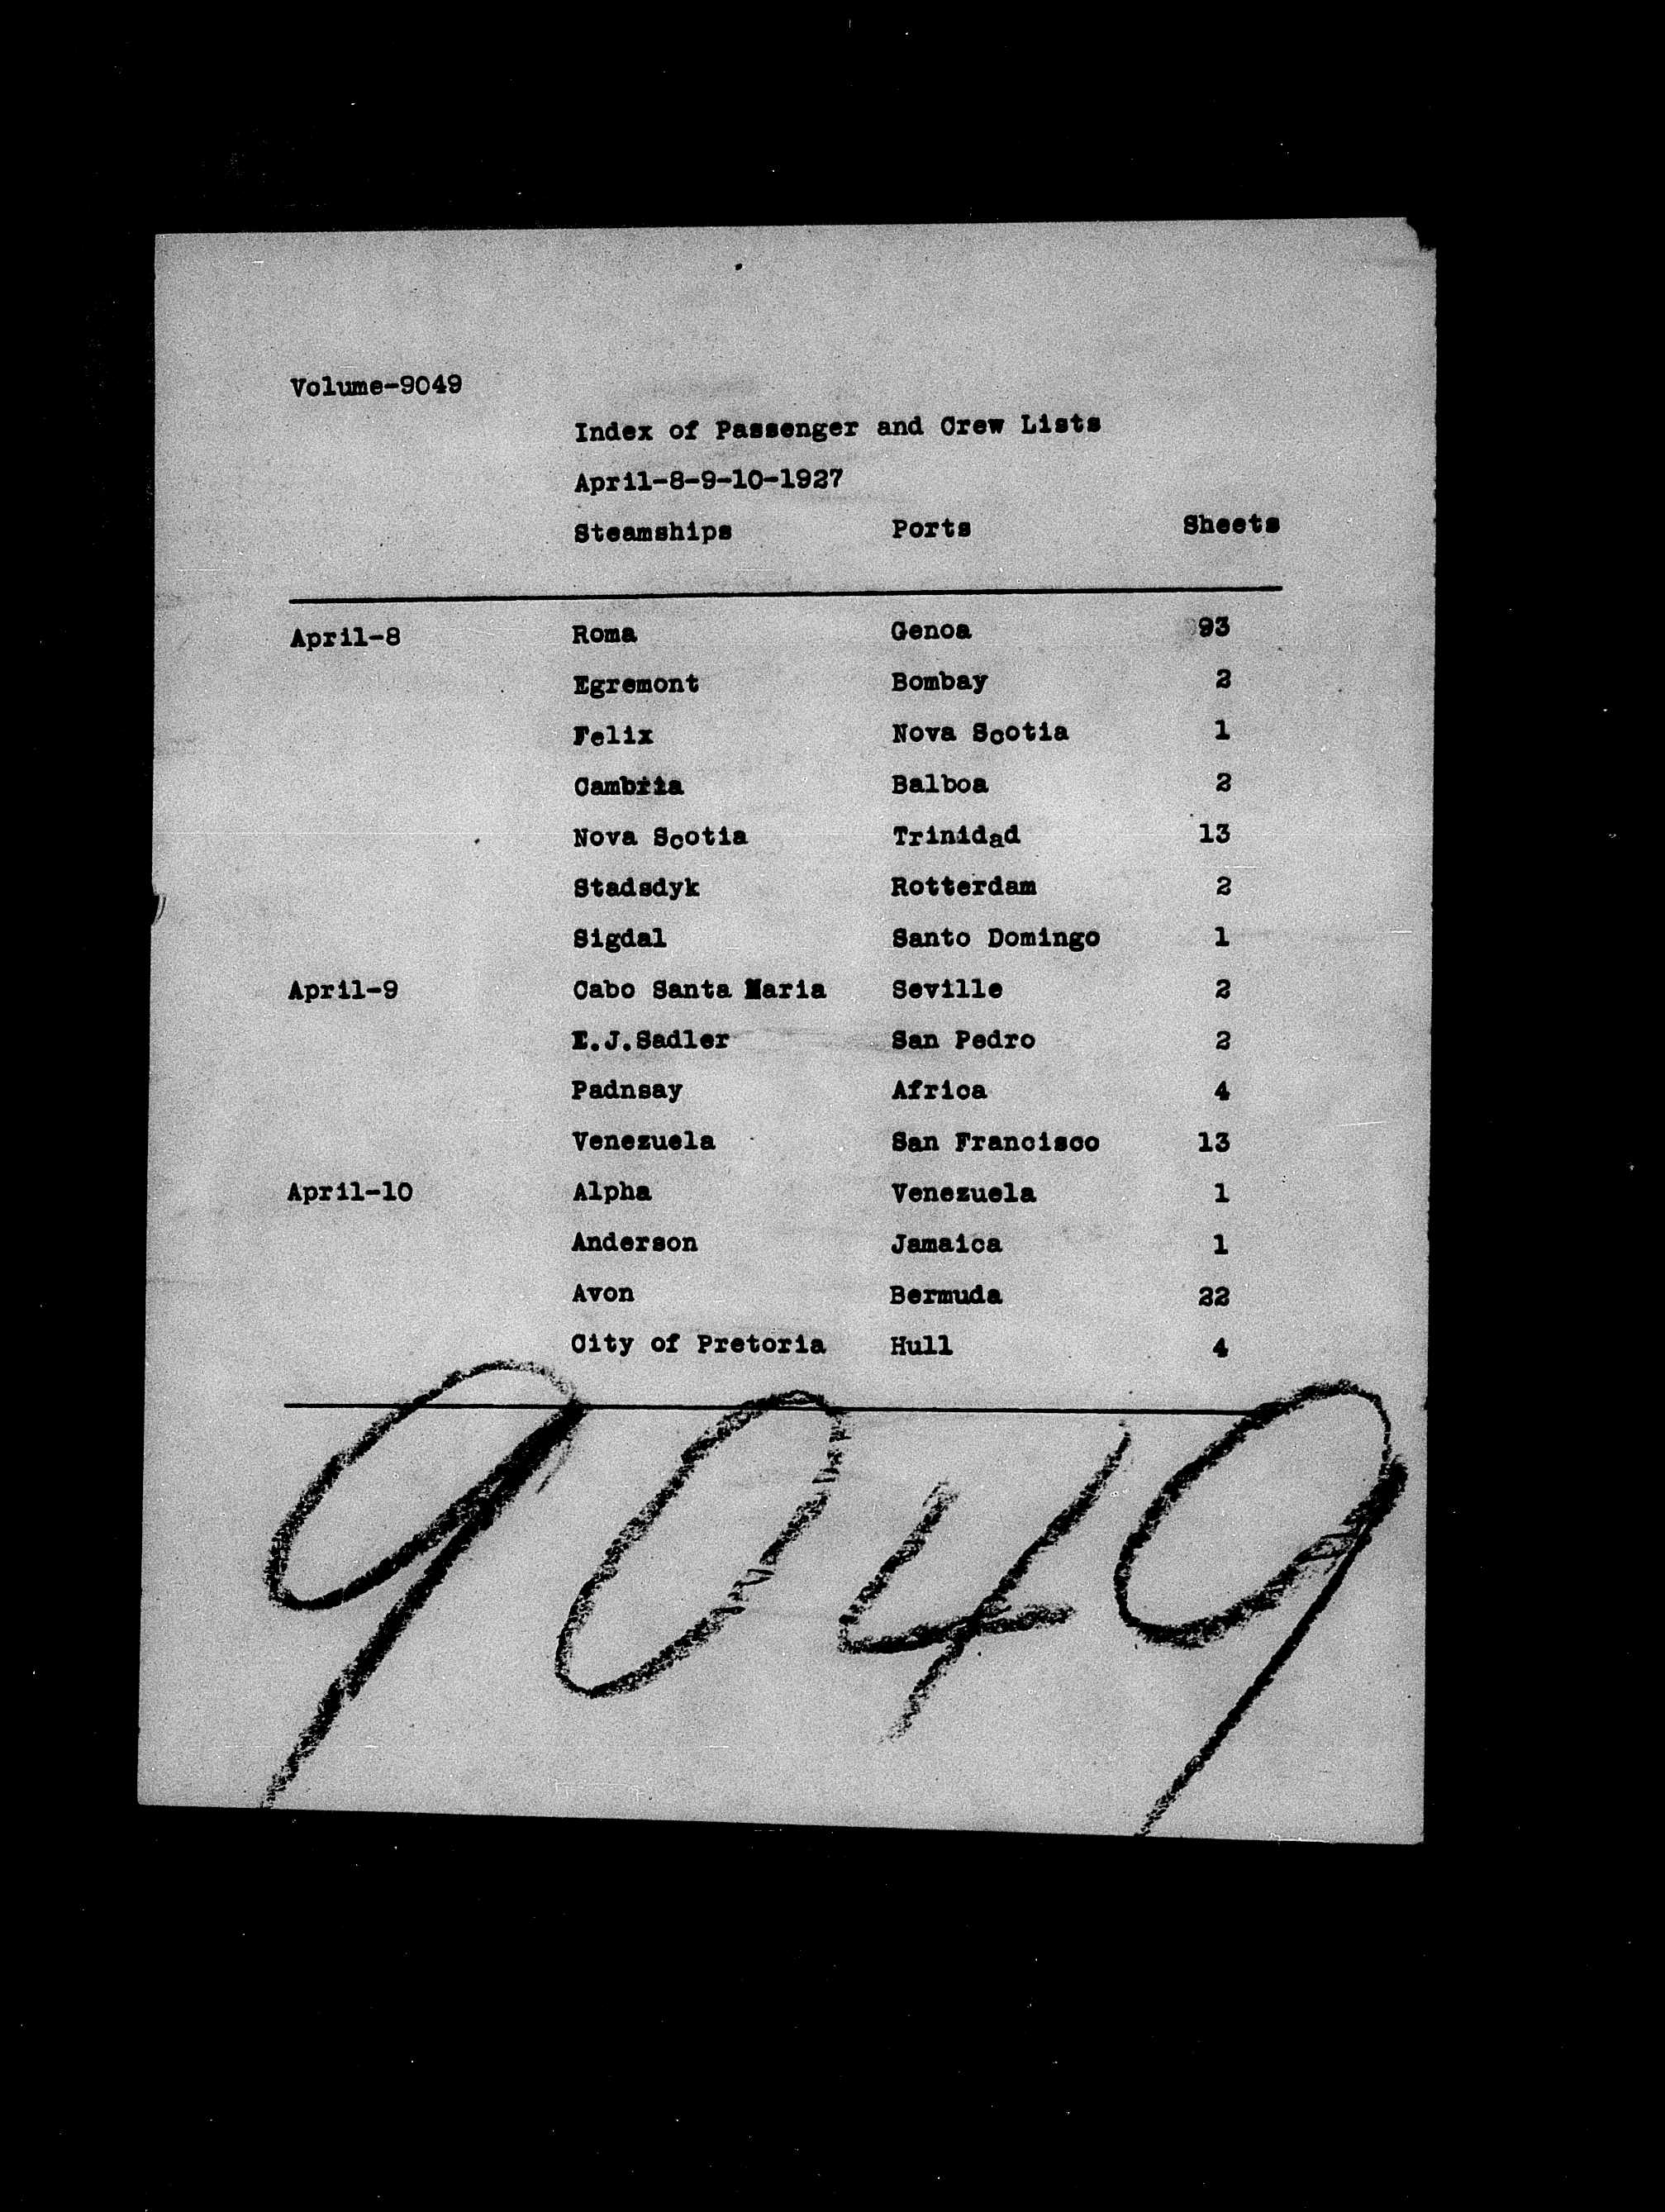 Volume-9049
Index of Passenger and Crew Lists
April-8-9-10-1927
Steamships Ports Sheets
April-8 Roma Genoa 93
Egremont Bombay 2
Felix Nova Scotia 1
Cambria Balboa 2
Nova Scotia Trinidad 13
Stadsdyk Rotterdam 2
Sigdal Santo Domingo 1
April-9 Cabo Santa Maria Seville 2
E.J.Sadler San Pedro 2
Padnsay Africa 4
Venezuela San Francisco 13
April-10 Alpha Venezuela 1
Anderson Jamaica 1
Avon Bermuda 22
City of Pretoria Hull 4
9049